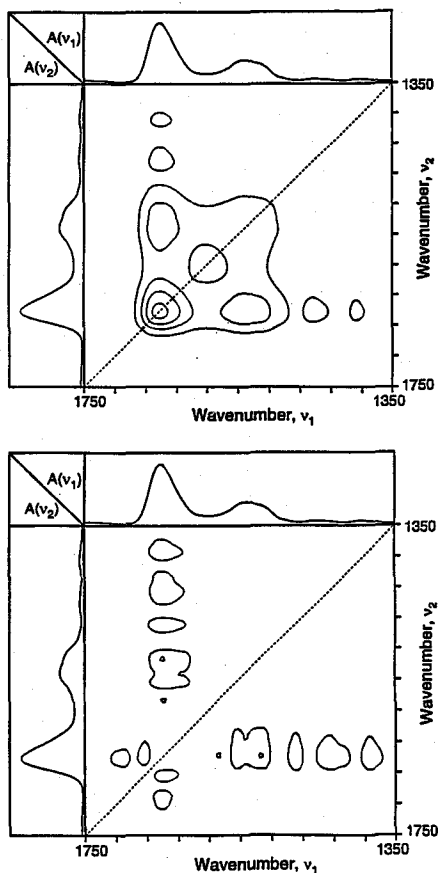 A(ν₁)
A(ν₂)
1350
Wavenumber, ν₂
1750
1750
1350
Wavenumber, ν₁
A(ν₁)
A(ν₂)
1350
Wavenumber, ν₂
1750
1750
1350
Wavenumber, ν₁